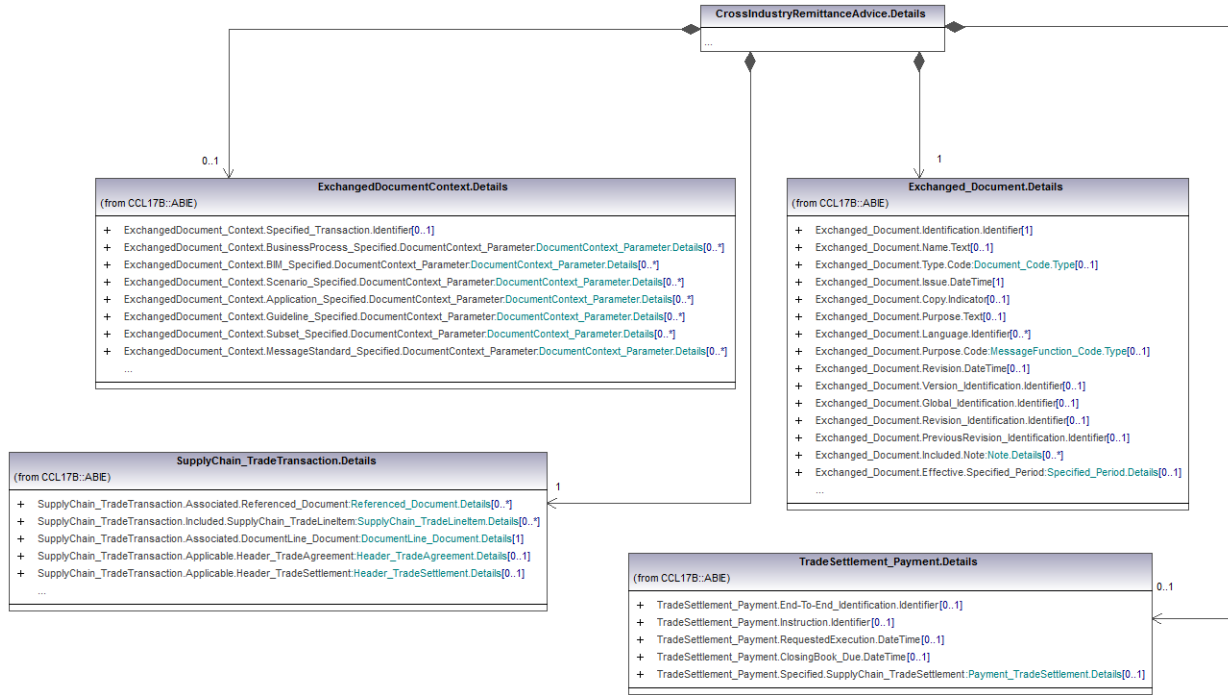 CrossIndustryRemittanceAdvice.Details
...
0..1
1
ExchangedDocumentContext.Details
(from CCL17B::ABIE)
+ ExchangedDocument_Context.Specified_Transaction.Identifier[0..1]
+ ExchangedDocument_Context.BusinessProcess_Specified.DocumentContext_Parameter:DocumentContext_Parameter.Details[0..*]
+ ExchangedDocument_Context.BIM_Specified.DocumentContext_Parameter:DocumentContext_Parameter.Details[0..*]
+ ExchangedDocument_Context.Scenario_Specified.DocumentContext_Parameter:DocumentContext_Parameter.Details[0..*]
+ ExchangedDocument_Context.Application_Specified.DocumentContext_Parameter:DocumentContext_Parameter.Details[0..*]
+ ExchangedDocument_Context.Guideline_Specified.DocumentContext_Parameter:DocumentContext_Parameter.Details[0..*]
+ ExchangedDocument_Context.Subset_Specified.DocumentContext_Parameter:DocumentContext_Parameter.Details[0..*]
+ ExchangedDocument_Context.MessageStandard_Specified.DocumentContext_Parameter:DocumentContext_Parameter.Details[0..*]
...
Exchanged_Document.Details
(from CCL17B::ABIE)
+ Exchanged_Document.Identification.Identifier[1]
+ Exchanged_Document.Name.Text[0..1]
+ Exchanged_Document.Type.Code:Document_Code.Type[0..1]
+ Exchanged_Document.Issue.DateTime[1]
+ Exchanged_Document.Copy.Indicator[0..1]
+ Exchanged_Document.Purpose.Text[0..1]
+ Exchanged_Document.Language.Identifier[0..*]
+ Exchanged_Document.Purpose.Code:MessageFunction_Code.Type[0..1]
+ Exchanged_Document.Revision.DateTime[0..1]
+ Exchanged_Document.Version_Identification.Identifier[0..1]
+ Exchanged_Document.Global_Identification.Identifier[0..1]
+ Exchanged_Document.Revision_Identification.Identifier[0..1]
+ Exchanged_Document.PreviousRevision_Identification.Identifier[0..1]
+ Exchanged_Document.Included.Note:Note.Details[0..*]
+ Exchanged_Document.Effective.Specified_Period:Specified_Period.Details[0..1]
...
SupplyChain_TradeTransaction.Details
(from CCL17B::ABIE)
1
+ SupplyChain_TradeTransaction.Associated.Referenced_Document:Referenced_Document.Details[0..*]
+ SupplyChain_TradeTransaction.Included.SupplyChain_TradeLineItem:SupplyChain_TradeLineItem.Details[0..*]
+ SupplyChain_TradeTransaction.Associated.DocumentLine_Document:DocumentLine_Document.Details[1]
+ SupplyChain_TradeTransaction.Applicable.Header_TradeAgreement:Header_TradeAgreement.Details[0..1]
+ SupplyChain_TradeTransaction.Applicable.Header_TradeSettlement:Header_TradeSettlement.Details[0..1]
...
TradeSettlement_Payment.Details
(from CCL17B::ABIE)
0..1
+ TradeSettlement_Payment.End-To-End_Identification.Identifier[0..1]
+ TradeSettlement_Payment.Instruction.Identifier[0..1]
+ TradeSettlement_Payment.RequestedExecution.DateTime[0..1]
+ TradeSettlement_Payment.ClosingBook_Due.DateTime[0..1]
+ TradeSettlement_Payment.Specified.SupplyChain_TradeSettlement:Payment_TradeSettlement.Details[0..1]